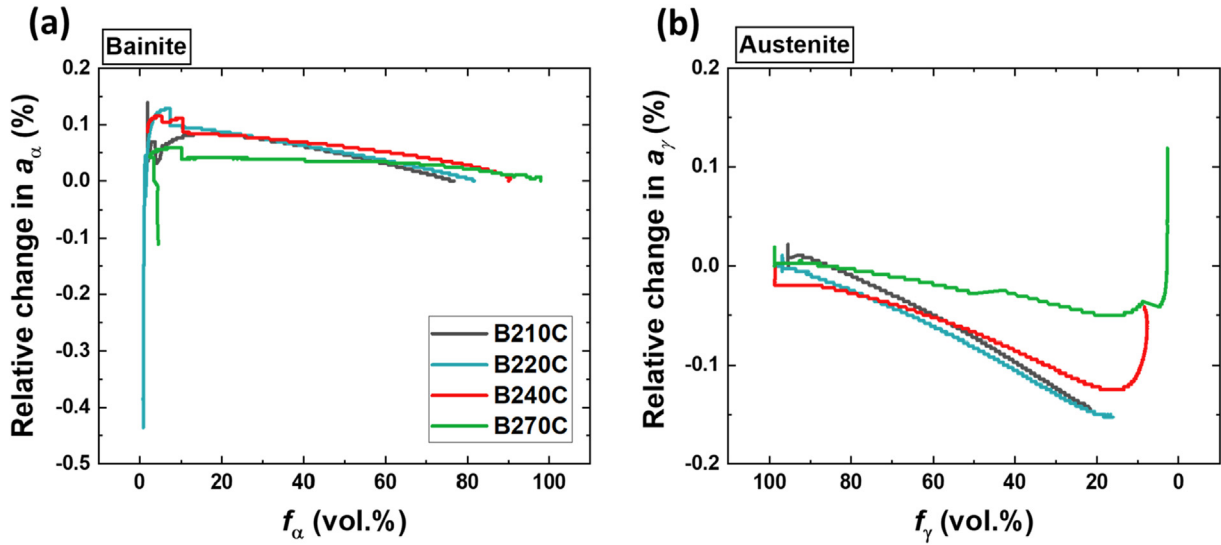 (a)
Bainite
Relative change in aα (%)
0.2
0.1
0.0
-0.1
-0.2
-0.3
-0.4
-0.5
B210C
B220C
B240C
B270C
0 20 40 60 80 100
fα (vol.%)
(b)
Austenite
Relative change in aγ (%)
0.2
0.1
0.0
-0.1
-0.2
100 80 60 40 20 0
fγ (vol.%)